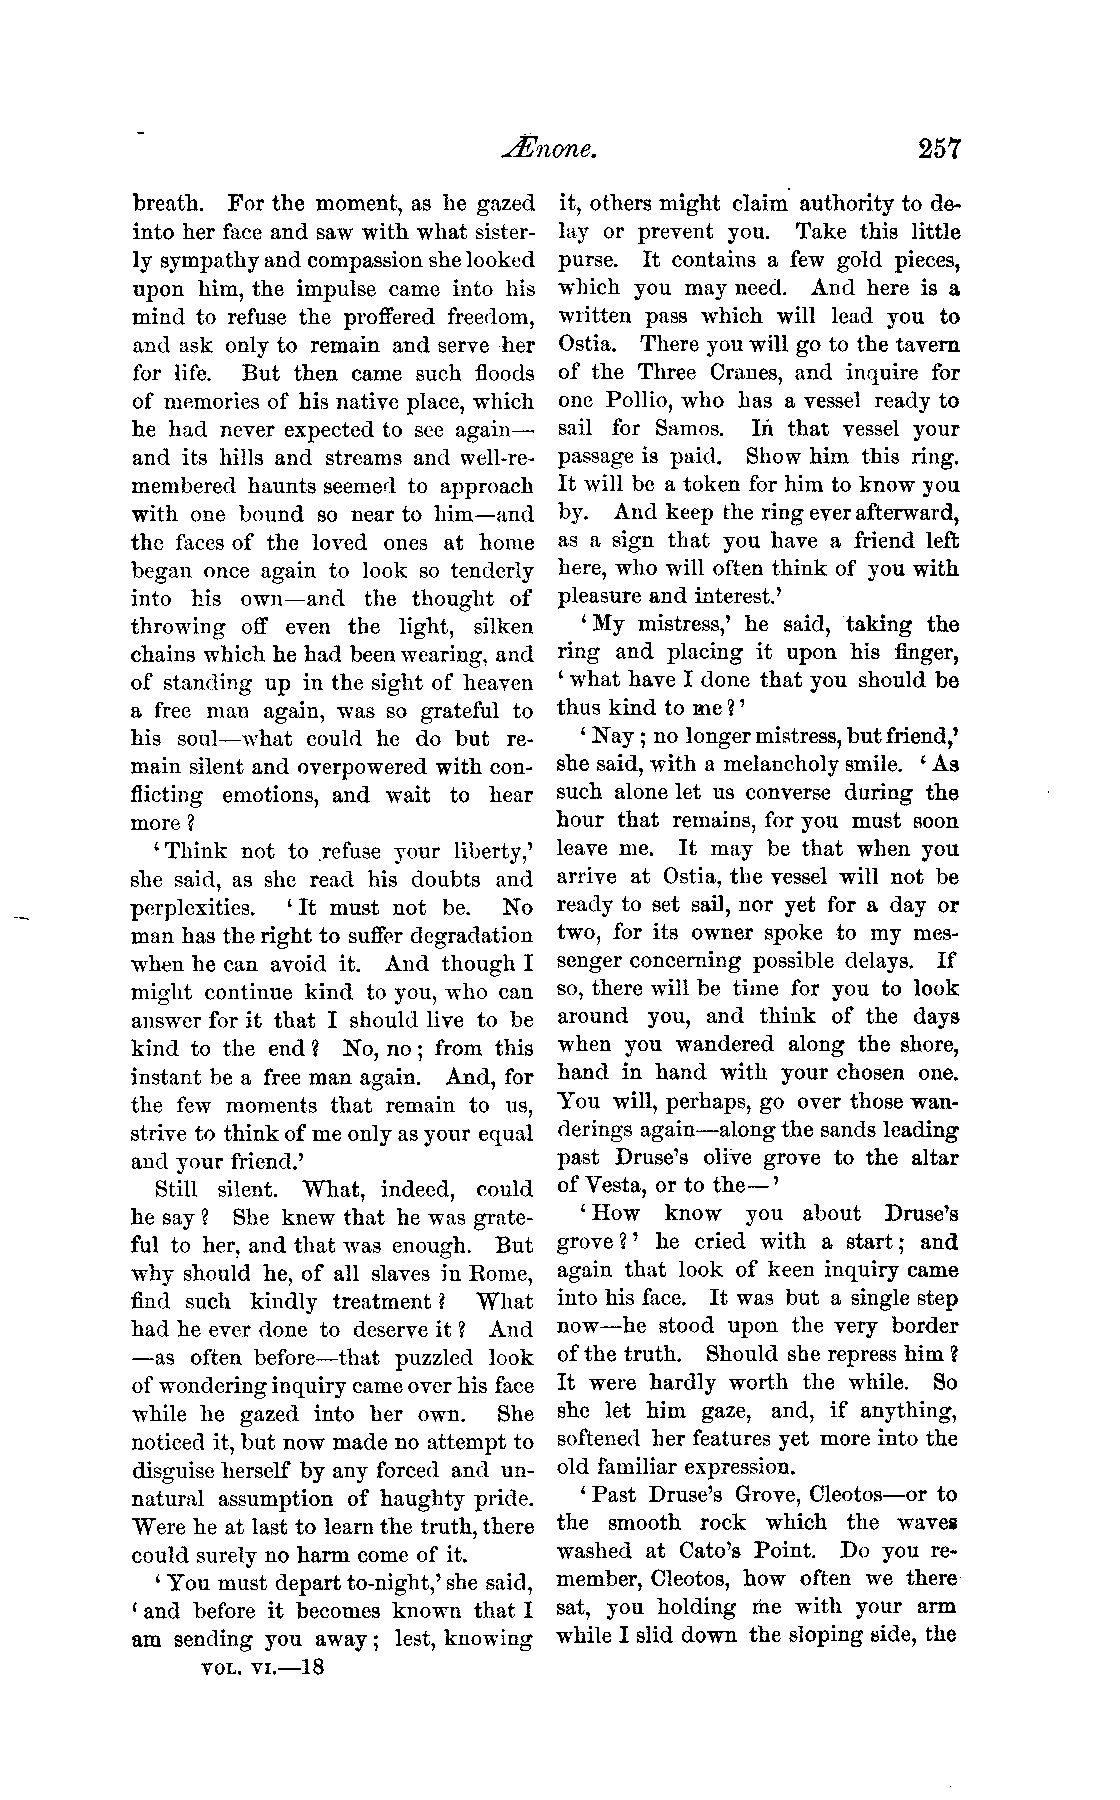 Ænone.
257
breath. For the moment, as he gazed
into her face and saw with what sister-
ly sympathy and compassion she looked
upon him, the impulse came into his
mind to refuse the proffered freedom,
and ask only to remain and serve her
for life. But then came such floods
of memories of his native place, which
he had never expected to see again—
and its hills and streams and well-re-
membered haunts seemed to approach
with one bound so near to him—and
the faces of the loved ones at home
began once again to look so tenderly
into his own—and the thought of
throwing off even the light, silken
chains which he had been wearing, and
of standing up in the sight of heaven
a free man again, was so grateful to
his soul—what could he do but re-
main silent and overpowered with con-
flicting emotions, and wait to hear
more?
‘Think not to refuse your liberty,’
she said, as she read his doubts and
perplexities. ‘It must not be. No
man has the right to suffer degradation
when he can avoid it. And though I
might continue kind to you, who can
answer for it that I should live to be
kind to the end? No, no; from this
instant be a free man again. And, for
the few moments that remain to us,
strive to think of me only as your equal
and your friend.’
Still silent. What, indeed, could
he say? She knew that he was grate-
ful to her, and that was enough. But
why should he, of all slaves in Rome,
find such kindly treatment? What
had he ever done to deserve it? And
—as often before—that puzzled look
of wondering inquiry came over his face
while he gazed into her own. She
noticed it, but now made no attempt to
disguise herself by any forced and un-
natural assumption of haughty pride.
Were he at last to learn the truth, there
could surely no harm come of it.
‘You must depart to-night,’ she said,
‘and before it becomes known that I
am sending you away; lest, knowing
VOL. VI.—18
it, others might claim authority to de-
lay or prevent you. Take this little
purse. It contains a few gold pieces,
which you may need. And here is a
written pass which will lead you to
Ostia. There you will go to the tavern
of the Three Cranes, and inquire for
one Pollio, who has a vessel ready to
sail for Samos. In that vessel your
passage is paid. Show him this ring.
It will be a token for him to know you
by. And keep the ring ever afterward,
as a sign that you have a friend left
here, who will often think of you with
pleasure and interest.’
‘My mistress,’ he said, taking the
ring and placing it upon his finger,
‘what have I done that you should be
thus kind to me?’
‘Nay; no longer mistress, but friend,’
she said, with a melancholy smile. ‘As
such alone let us converse during the
hour that remains, for you must soon
leave me. It may be that when you
arrive at Ostia, the vessel will not be
ready to set sail, nor yet for a day or
two, for its owner spoke to my mes-
senger concerning possible delays. If
so, there will be time for you to look
around you, and think of the days
when you wandered along the shore,
hand in hand with your chosen one.
You will, perhaps, go over those wan-
derings again—along the sands leading
past Druse’s olive grove to the altar
of Vesta, or to the—’
‘How know you about Druse’s
grove?’ he cried with a start; and
again that look of keen inquiry came
into his face. It was but a single step
now—he stood upon the very border
of the truth. Should she repress him?
It were hardly worth the while. So
she let him gaze, and, if anything,
softened her features yet more into the
old familiar expression.
‘Past Druse’s Grove, Cleotos—or to
the smooth rock which the waves
washed at Cato’s Point. Do you re-
member, Cleotos, how often we there
sat, you holding me with your arm
while I slid down the sloping side, the